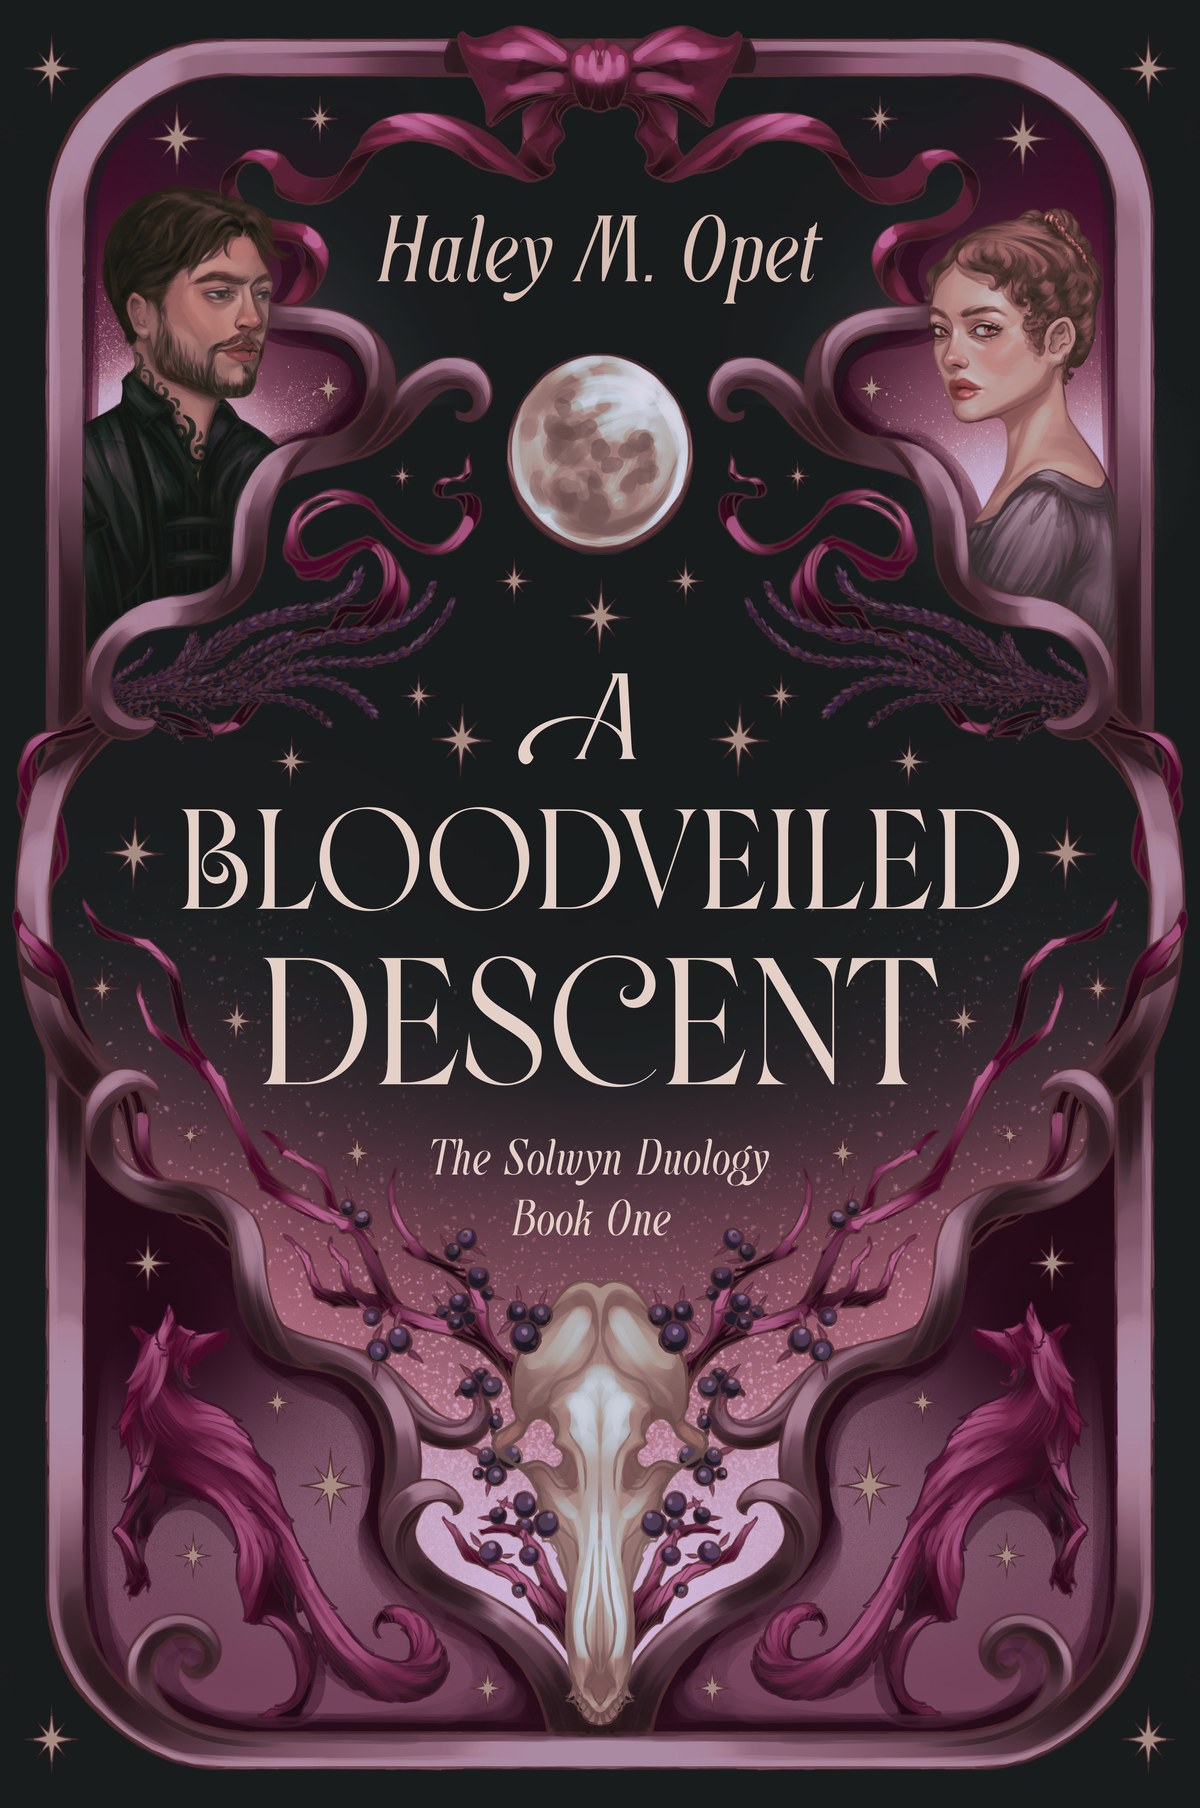 Haley M. Opet
A
BLOODVEILED
DESCENT
The Solwyn Duology
Book One